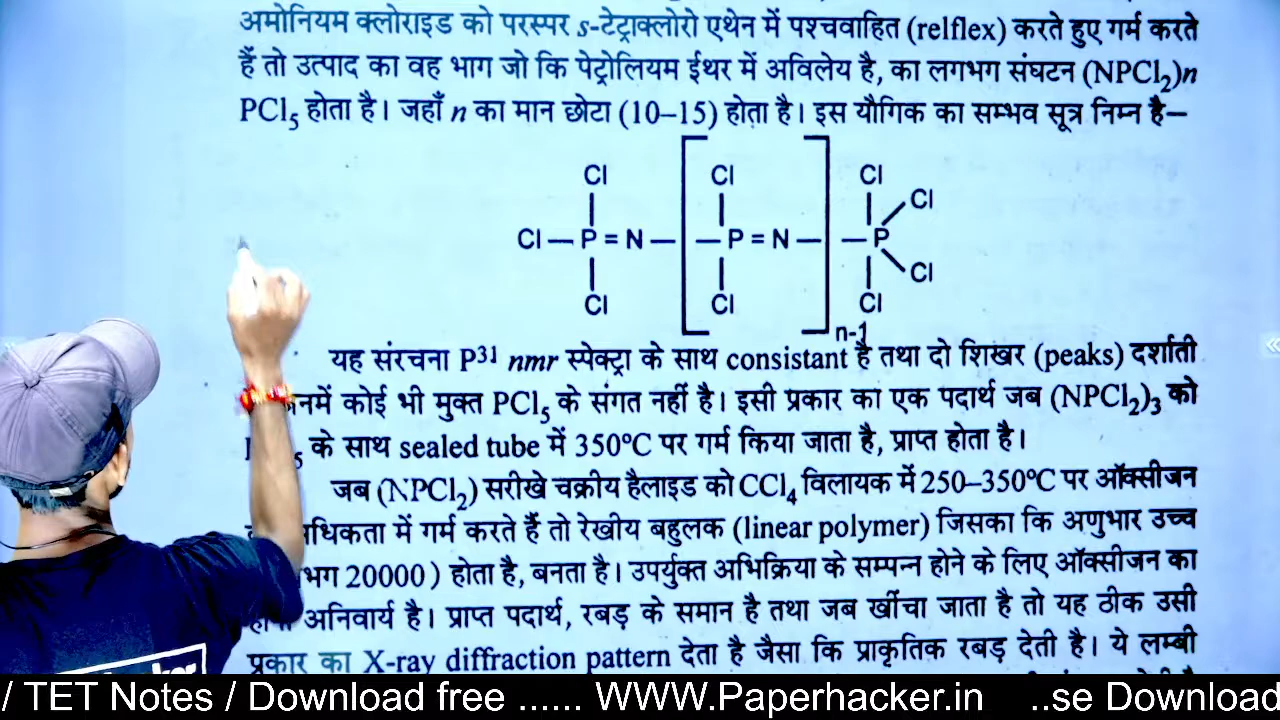 अमोनियम क्लोराइड को परस्पर s-टेट्राक्लोरो एथेन में पश्चवाहित (relflex) करते हुए गर्म करते
हैं तो उत्पाद का वह भाग जो कि पेट्रोलियम ईथर में अविलेय है, का लगभग संघटन (NPCl₂)n
PCl₅ होता है। जहाँ n का मान छोटा (10–15) होता है। इस यौगिक का सम्भव सूत्र निम्न है–
Cl Cl Cl Cl
Cl — P = N — [ — P = N — ] — P
Cl
Cl Cl Cl
n-1
यह संरचना P³¹ nmr स्पेक्ट्रा के साथ consistant है तथा दो शिखर (peaks) दर्शाती
में कोई भी मुक्त PCl₅ के संगत नहीं है। इसी प्रकार का एक पदार्थ जब (NPCl₂)₃ को
₅ के साथ sealed tube में 350°C पर गर्म किया जाता है, प्राप्त होता है।
जब (NPCl₂) सरीखे चक्रीय हैलाइड को CCl₄ विलायक में 250–350°C पर ऑक्सीजन
में गर्म करते हैं तो रेखीय बहुलक (linear polymer) जिसका कि अणुभार उच्च
20000) होता है, बनता है। उपर्युक्त अभिक्रिया के सम्पन्न होने के लिए ऑक्सीजन का
अनिवार्य है। प्राप्त पदार्थ, रबड़ के समान है तथा जब खींचा जाता है तो यह ठीक उसी
प्रकार का X-ray diffraction pattern देता है जैसा कि प्राकृतिक रबड़ देती है। ये लम्बी
/ TET Notes / Download free ...... WWW.Paperhacker.in ..se Download